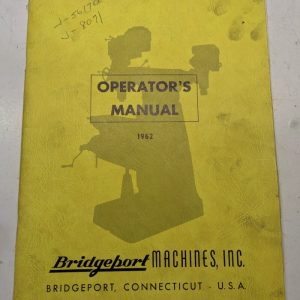 OPERATOR'S
MANUAL
1962
Bridgeport MACHINES, INC.
BRIDGEPORT, CONNECTICUT - U.S.A.